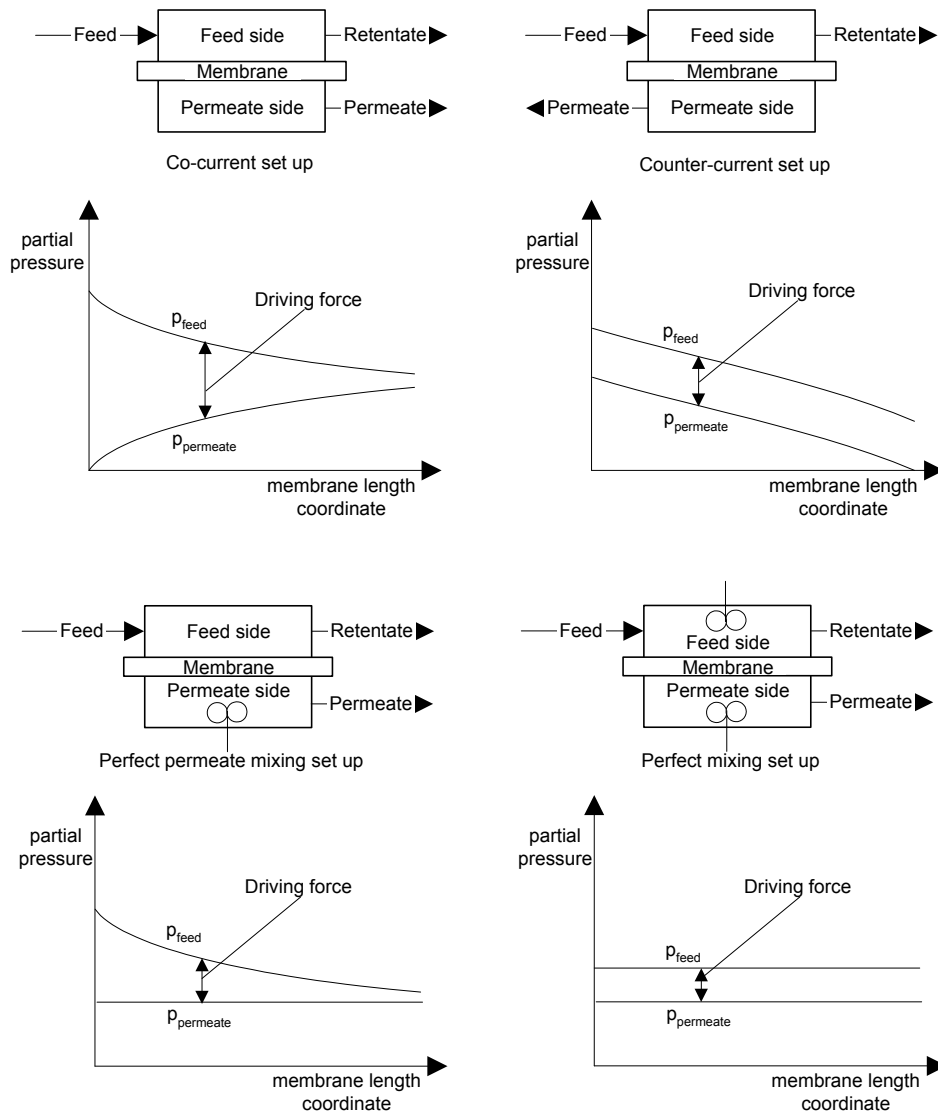 Feed
Feed side
Retentate
Membrane
Permeate side
Permeate
Co-current set up
Feed
Feed side
Retentate
Membrane
Permeate
Permeate side
Counter-current set up
partial
pressure
Driving force
p_feed
p_permeate
membrane length
coordinate
partial
pressure
Driving force
p_feed
p_permeate
membrane length
coordinate
Feed
Feed side
Retentate
Membrane
Permeate side
Permeate
Perfect permeate mixing set up
Feed
Feed side
Retentate
Membrane
Permeate side
Permeate
Perfect mixing set up
partial
pressure
Driving force
p_feed
p_permeate
membrane length
coordinate
partial
pressure
Driving force
p_feed
p_permeate
membrane length
coordinate